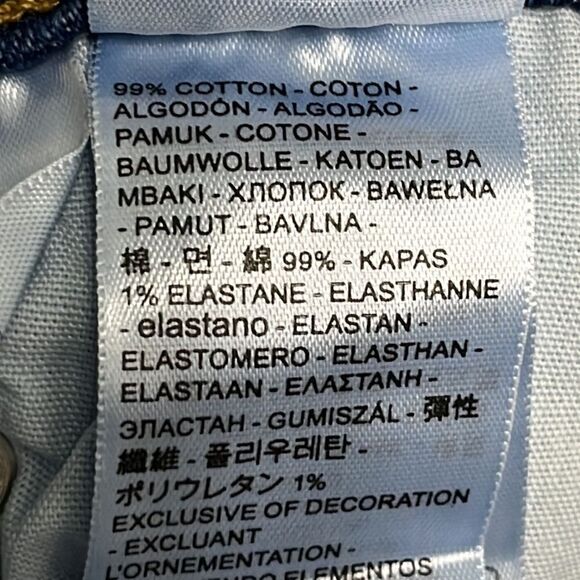 99% COTTON - COTON -
ALGODÓN - ALGODÃO -
PAMUK - COTONE -
BAUMWOLLE - KATOEN - BA
MBAKI - ХЛОПОК - BAWEŁNA
- PAMUT - BAVLNA -
棉 - 면 - 綿 99% - KAPAS
1% ELASTANE - ELASTHANNE
- elastano - ELASTAN -
ELASTOMERO - ELASTHAN -
ELASTAAN - ΕΛΑΣΤΑΝΗ -
ЭЛАСТАН - GUMISZÁL - 彈性
纖維 - 폴리우레탄 -
ポリウレタン 1%
EXCLUSIVE OF DECORATION
- EXCLUANT
L'ORNEMENTATION -
ELEMENTOS